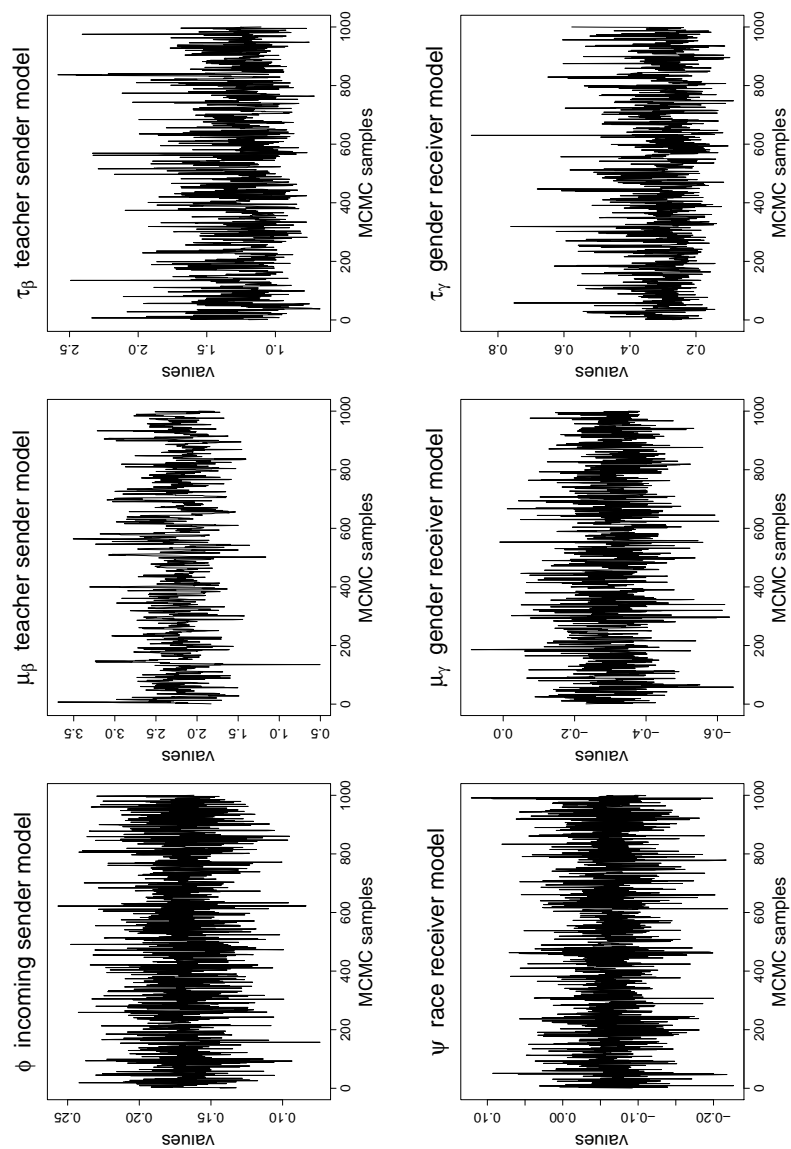 ϕ incoming sender model
values
0.25
0.20
0.15
0.10
0 200 400 600 800 1000
MCMC samples
μβ teacher sender model
values
3.5
3.0
2.5
2.0
1.5
1.0
0.5
0 200 400 600 800 1000
MCMC samples
τβ teacher sender model
values
2.5
2.0
1.5
1.0
0 200 400 600 800 1000
MCMC samples
ψ race receiver model
values
0.10
0.00
−0.10
−0.20
0 200 400 600 800 1000
MCMC samples
μγ gender receiver model
values
0.0
−0.2
−0.4
−0.6
0 200 400 600 800 1000
MCMC samples
τγ gender receiver model
values
0.8
0.6
0.4
0.2
0 200 400 600 800 1000
MCMC samples